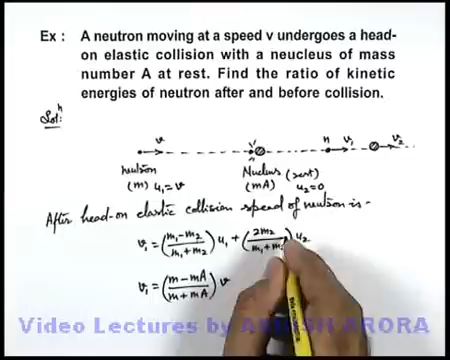 Ex : A neutron moving at a speed v undergoes a head-
on elastic collision with a neucleus of mass
number A at rest. Find the ratio of kinetic
energies of neutron after and before collision.
Solⁿ:
v
n
v₁
v₂
neutron
Nucleus (rest)
(m) u₁=v
(mA) u₂=0
After head-on elastic collision speed of neutron is-
v₁ = (m₁-m₂/m₁+m₂) u₁ + (2m₂/m₁+m₂) u₂
v₁ = (m-mA/m+mA) v
Video Lectures by ASHISH ARORA